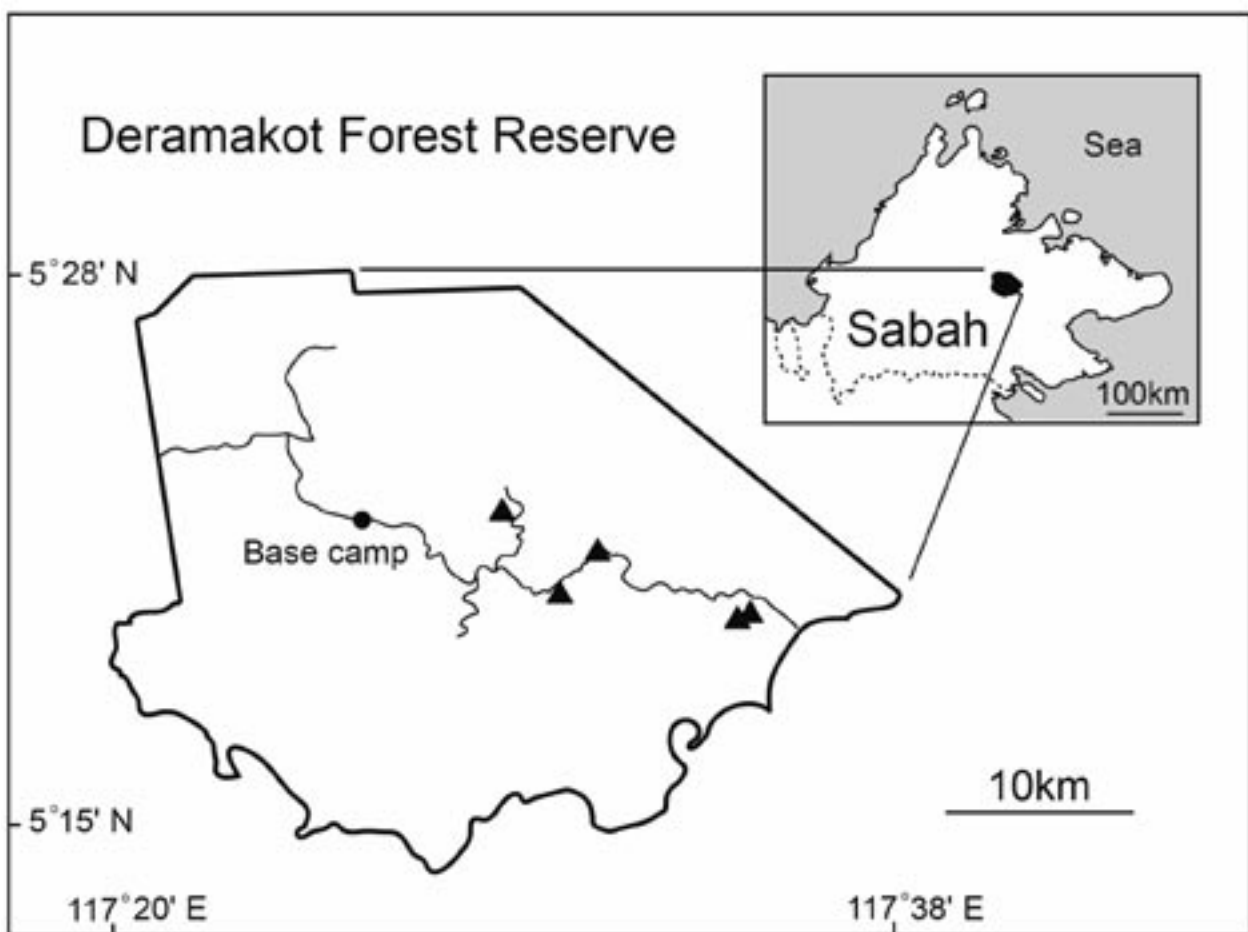 Deramakot Forest Reserve
Sea
5°28' N
Sabah
100km
Base camp
10km
5°15' N
117°20' E
117°38' E